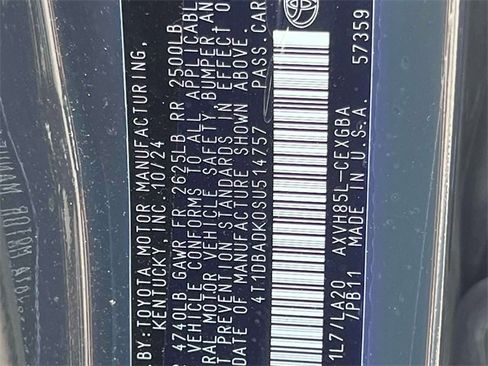 D.BY:TOYOTA MOTOR MANUFACTURING,
KENTUCKY, INC. 10/24
4740LB GAWR FR 2625LB RR 2500LB
VEHICLE CONFORMS TO ALL APPLICABL
RAL MOTOR VEHICLE SAFETY BUMPER AN
T PREVENTION STANDARDS IN EFFECT O
DATE OF MANUFACTURE SHOWN ABOVE.
4T1DBADK0SU514757 PASS.CAR
1L7/LA20 AXVH85L-CEXGBA
/PB11 MADE IN U.S.A. 57359